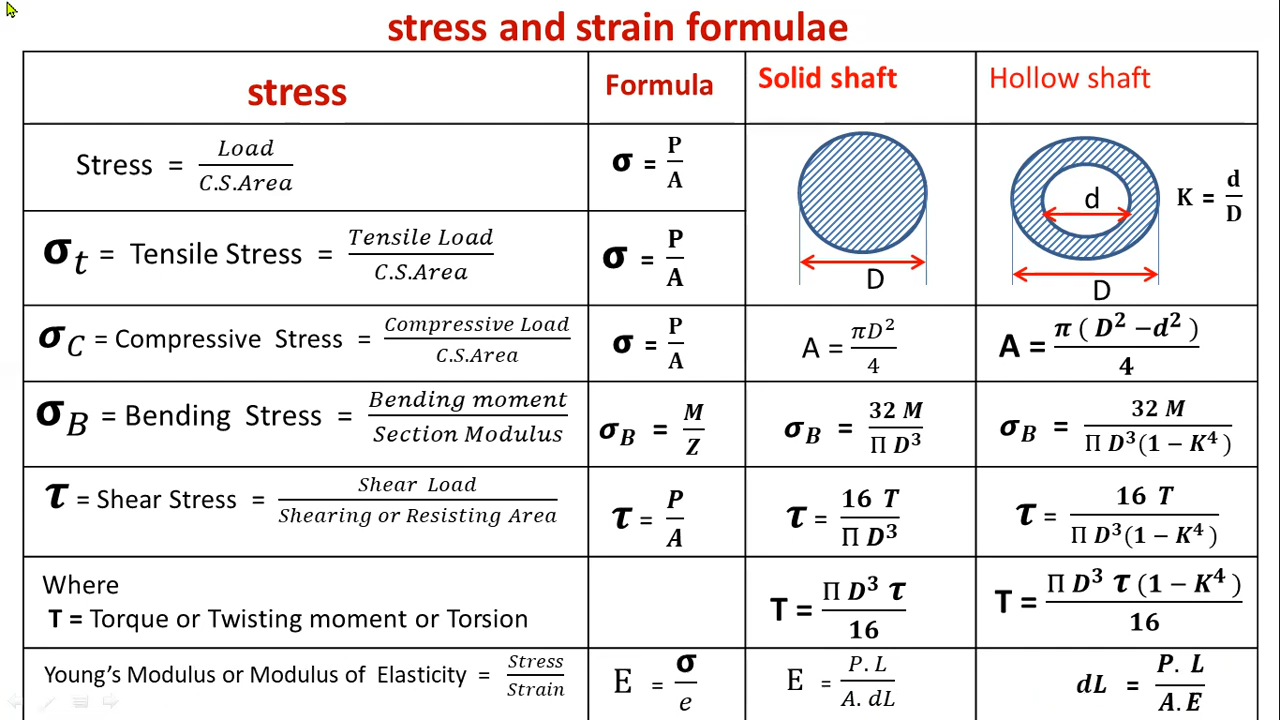 stress and strain formulae
stress Formula Solid shaft Hollow shaft
Stress = Load / C.S.Area σ = P / A
d K = d / D
σt = Tensile Stress = Tensile Load / C.S.Area σ = P / A
D D
σC = Compressive Stress = Compressive Load / C.S.Area σ = P / A A = πD² / 4 A = π ( D² −d² ) / 4
σB = Bending Stress = Bending moment / Section Modulus σB = M / Z σB = 32 M / Π D³ σB = 32 M / Π D³(1 − K⁴)
τ = Shear Stress = Shear Load / Shearing or Resisting Area τ = P / A τ = 16 T / Π D³ τ = 16 T / Π D³(1 − K⁴)
Where
T = Torque or Twisting moment or Torsion T = Π D³ τ / 16 T = Π D³ τ (1 − K⁴) / 16
Young’s Modulus or Modulus of Elasticity = Stress / Strain E = σ / e E = P. L / A. dL dL = P. L / A. E